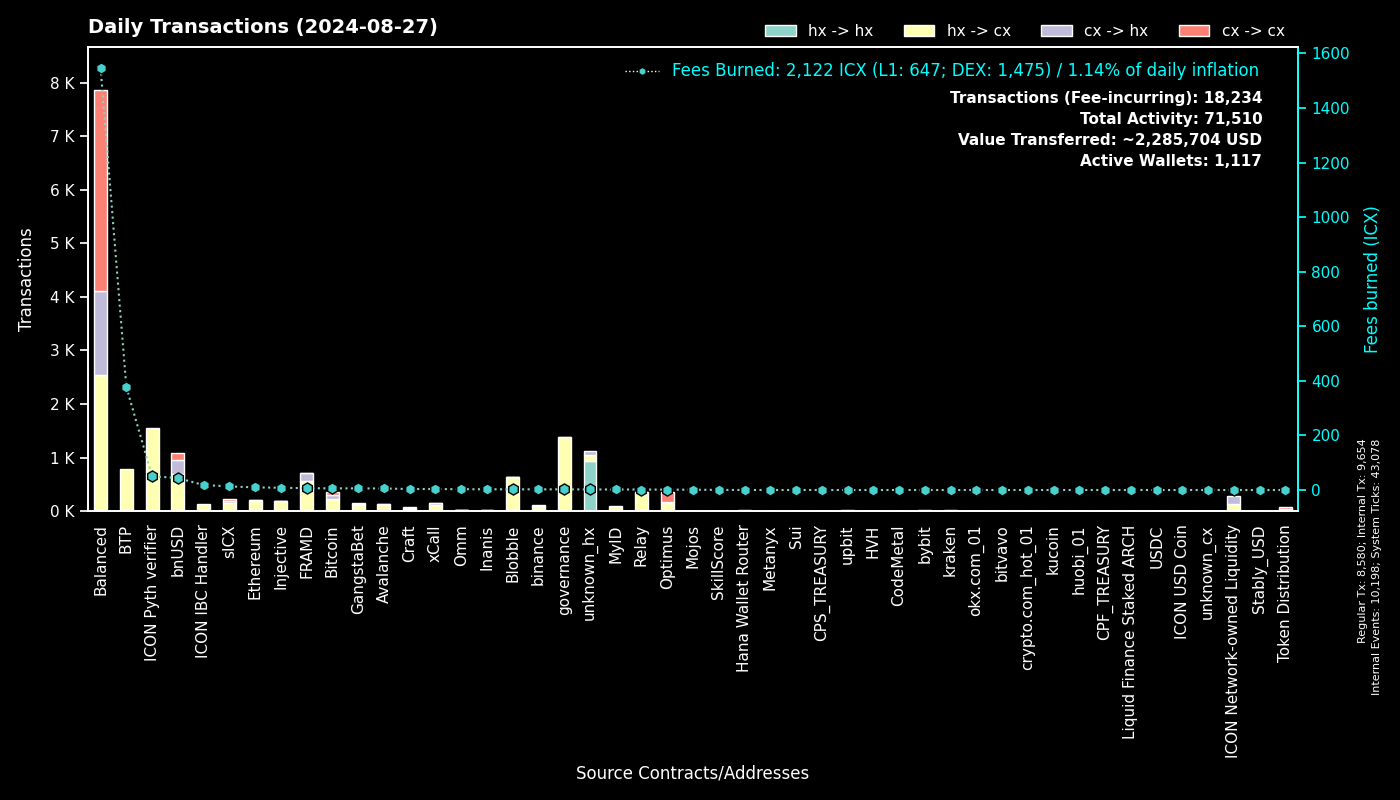 Daily Transactions (2024-08-27)
hx -> hx
hx -> cx
cx -> hx
cx -> cx
Fees Burned: 2,122 ICX (L1: 647; DEX: 1,475) / 1.14% of daily inflation
Transactions (Fee-incurring): 18,234
Total Activity: 71,510
Value Transferred: ~2,285,704 USD
Active Wallets: 1,117
Transactions
8 K
7 K
6 K
5 K
4 K
3 K
2 K
1 K
0 K
1600
1400
1200
1000
800
600
400
200
0
Fees burned (ICX)
Regular Tx: 8,580; Internal Tx: 9,654
Internal Events: 10,198; System Ticks: 43,078
Balanced
BTP
ICON Pyth verifier
bnUSD
ICON IBC Handler
sICX
Ethereum
Injective
FRAMD
Bitcoin
GangstaBet
Avalanche
Craft
xCall
Omm
Inanis
Blobble
binance
governance
unknown_hx
MyID
Relay
Optimus
Mojos
SkillScore
Hana Wallet Router
Metanyx
Sui
CPS_TREASURY
upbit
HVH
CodeMetal
bybit
kraken
okx.com_01
bitvavo
crypto.com_hot_01
kucoin
huobi_01
CPF_TREASURY
Liquid Finance Staked ARCH
USDC
ICON USD Coin
unknown_cx
ICON Network-owned Liquidity
Stably_USD
Token Distribution
Source Contracts/Addresses